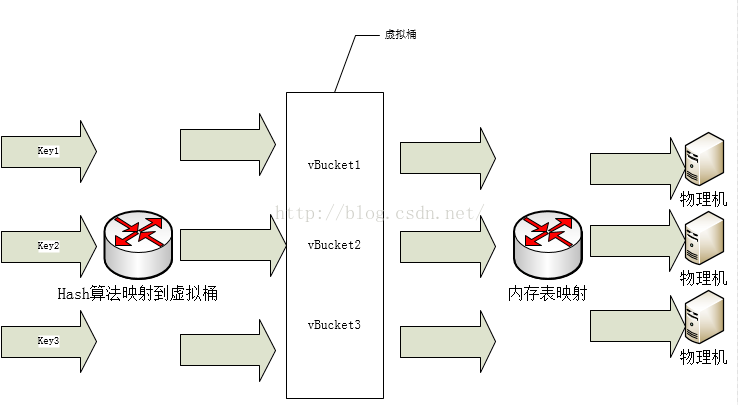 虚拟桶
Key1
vBucket1
物理机
http://blog.csdn.net/
Key2
vBucket2
物理机
Hash算法映射到虚拟桶
内存表映射
Key3
vBucket3
物理机